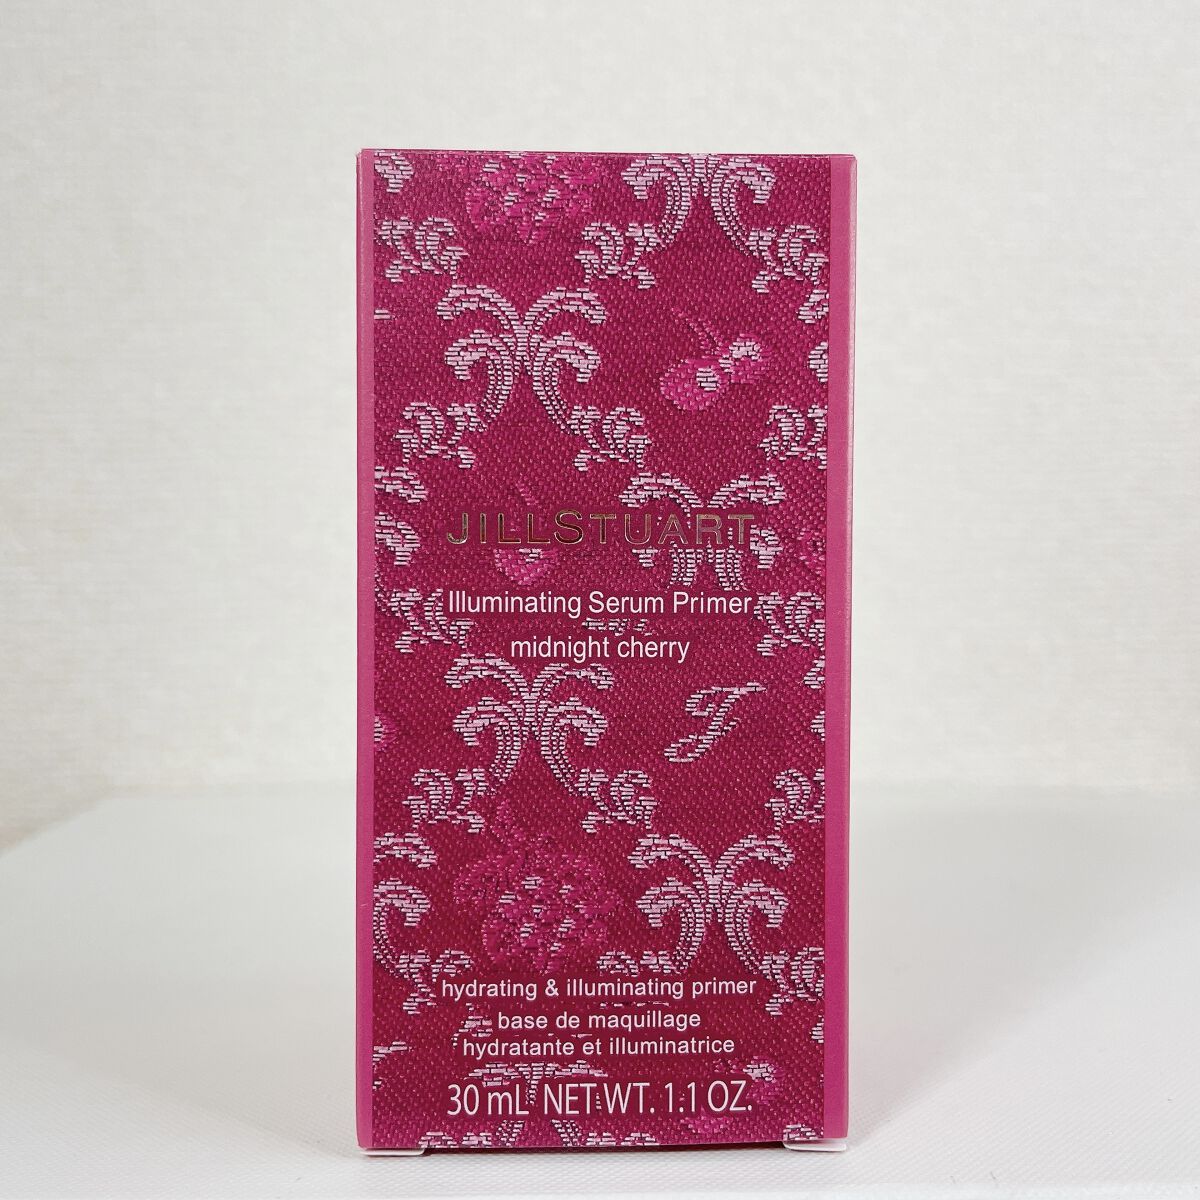 JILLSTUART
Illuminating Serum Primer
midnight cherry
J
hydrating & illuminating primer
base de maquillage
hydratante et illuminatrice
30 mL NET WT. 1.1 OZ.